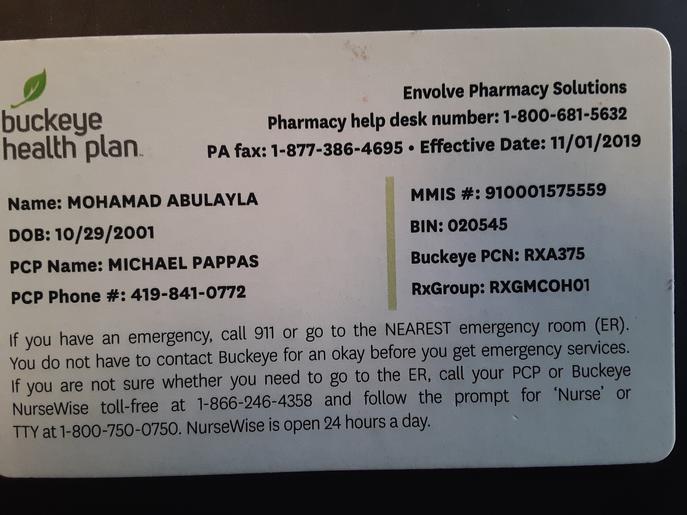 buckeye
health plan™
Envolve Pharmacy Solutions
Pharmacy help desk number: 1-800-681-5632
PA fax: 1-877-386-4695 • Effective Date: 11/01/2019
Name: MOHAMAD ABULAYLA
DOB: 10/29/2001
PCP Name: MICHAEL PAPPAS
PCP Phone #: 419-841-0772
MMIS #: 910001575559
BIN: 020545
Buckeye PCN: RXA375
RxGroup: RXGMCOH01
If you have an emergency, call 911 or go to the NEAREST emergency room (ER).
You do not have to contact Buckeye for an okay before you get emergency services.
If you are not sure whether you need to go to the ER, call your PCP or Buckeye
NurseWise toll-free at 1-866-246-4358 and follow the prompt for ‘Nurse’ or
TTY at 1-800-750-0750. NurseWise is open 24 hours a day.